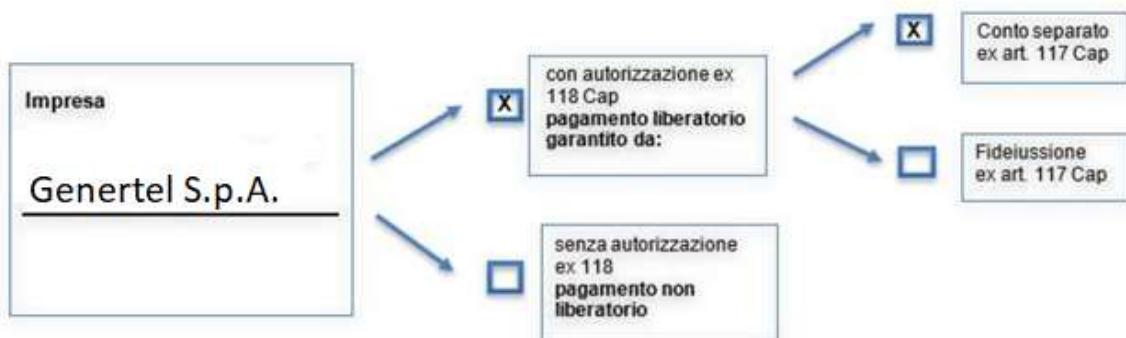 Impresa
Genertel S.p.A.
X
con autorizzazione ex
118 Cap
pagamento liberatorio
garantito da:
X
Conto separato
ex art. 117 Cap
Fideiussione
ex art. 117 Cap
senza autorizzazione
ex 118
pagamento non
liberatorio